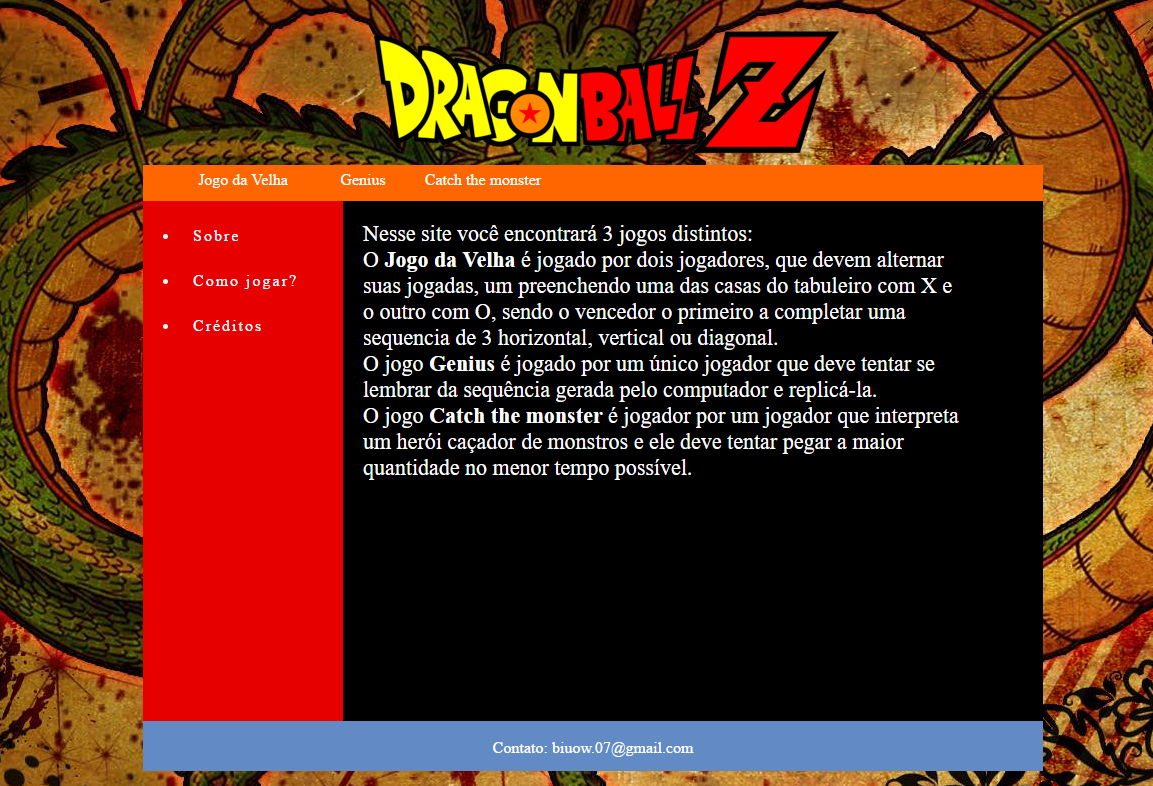 DRAGON BALL Z
Jogo da Velha Genius Catch the monster
Sobre
Como jogar?
Créditos
Nesse site você encontrará 3 jogos distintos:
O Jogo da Velha é jogado por dois jogadores, que devem alternar
suas jogadas, um preenchendo uma das casas do tabuleiro com X e
o outro com O, sendo o vencedor o primeiro a completar uma
sequencia de 3 horizontal, vertical ou diagonal.
O jogo Genius é jogado por um único jogador que deve tentar se
lembrar da sequência gerada pelo computador e replicá-la.
O jogo Catch the monster é jogador por um jogador que interpreta
um herói caçador de monstros e ele deve tentar pegar a maior
quantidade no menor tempo possível.
Contato: biuow.07@gmail.com